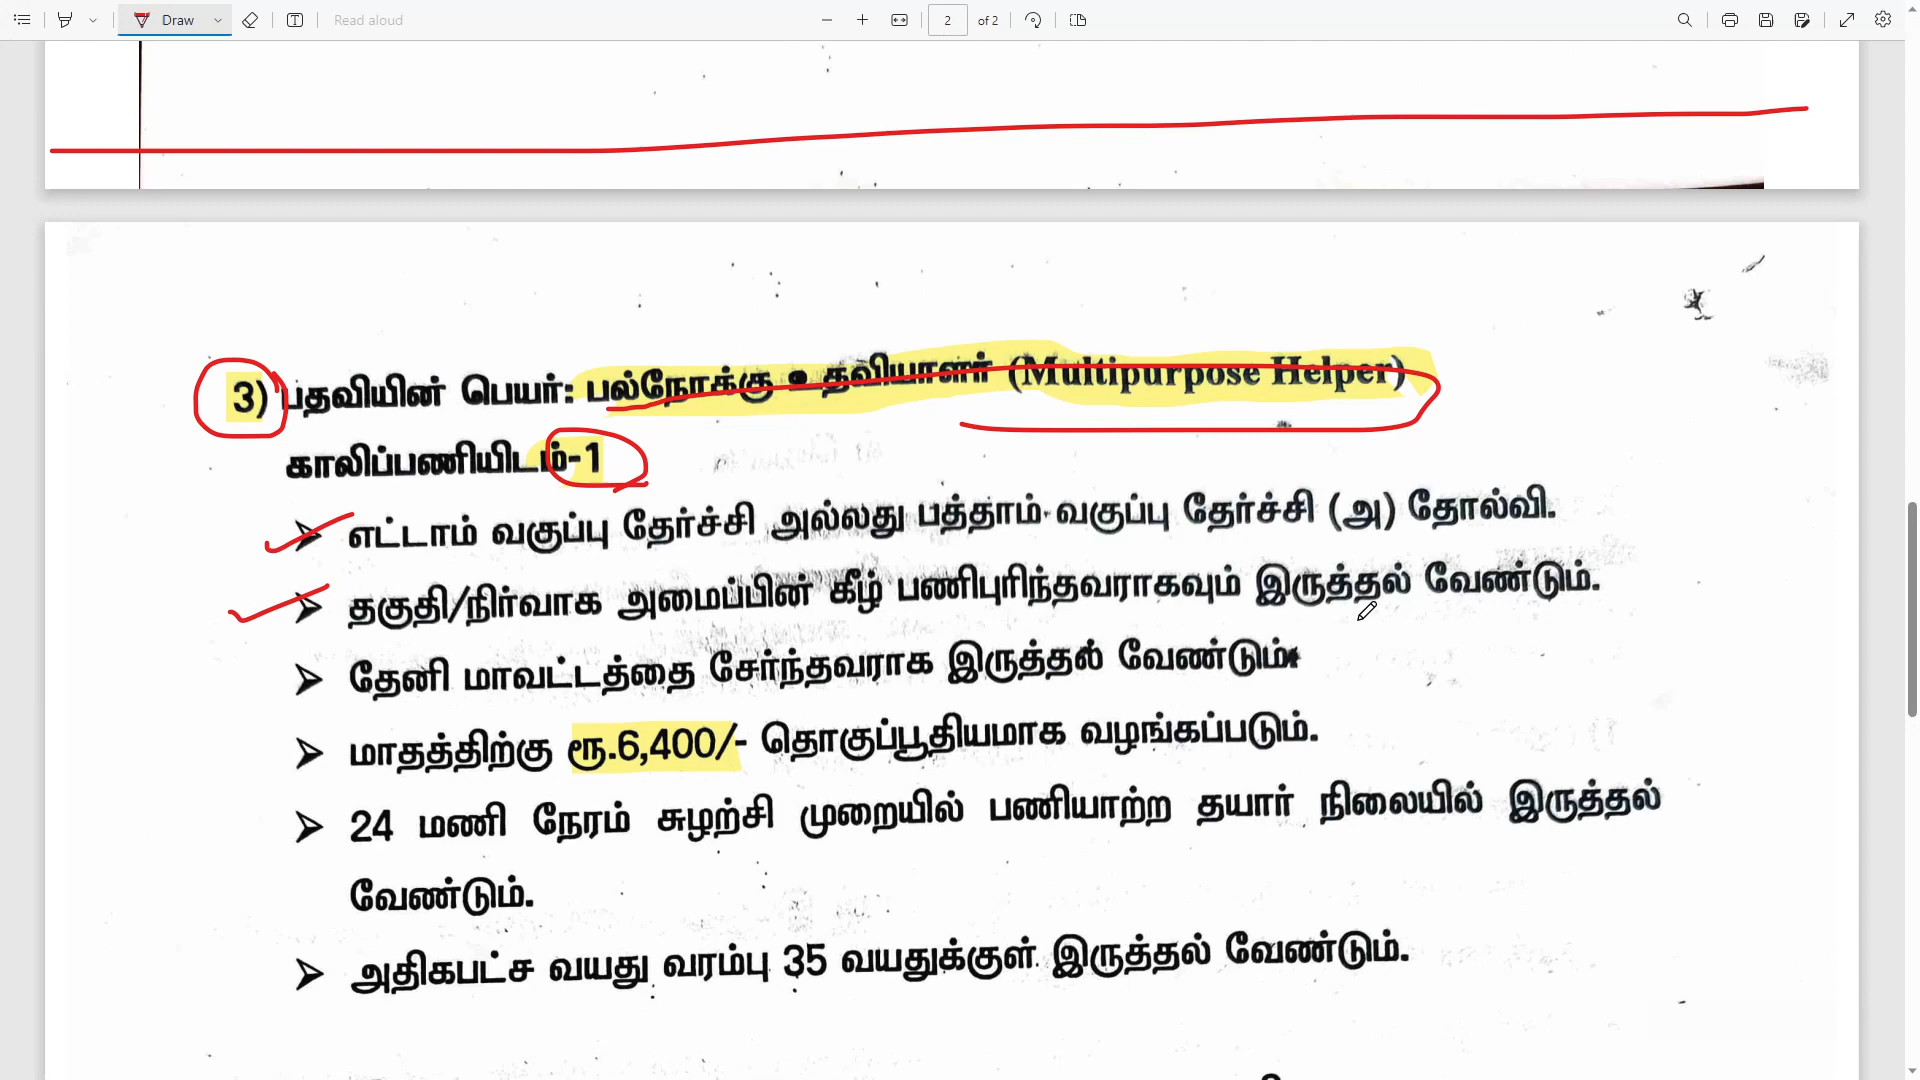 Draw
Read aloud
2 of 2
3) பதவியின் பெயர்: பல்நோக்கு உதவியாளர் (Multipurpose Helper)
காலிப்பணியிடம்-1
➢ எட்டாம் வகுப்பு தேர்ச்சி அல்லது பத்தாம் வகுப்பு தேர்ச்சி (அ) தோல்வி.
➢ தகுதி/நிர்வாக அமைப்பின் கீழ் பணிபுரிந்தவராகவும் இருத்தல் வேண்டும்.
➢ தேனி மாவட்டத்தை சேர்ந்தவராக இருத்தல் வேண்டும்
➢ மாதத்திற்கு ரூ.6,400/- தொகுப்பூதியமாக வழங்கப்படும்.
➢ 24 மணி நேரம் சுழற்சி முறையில் பணியாற்ற தயார் நிலையில் இருத்தல்
வேண்டும்.
➢ அதிகபட்ச வயது வரம்பு 35 வயதுக்குள் இருத்தல் வேண்டும்.